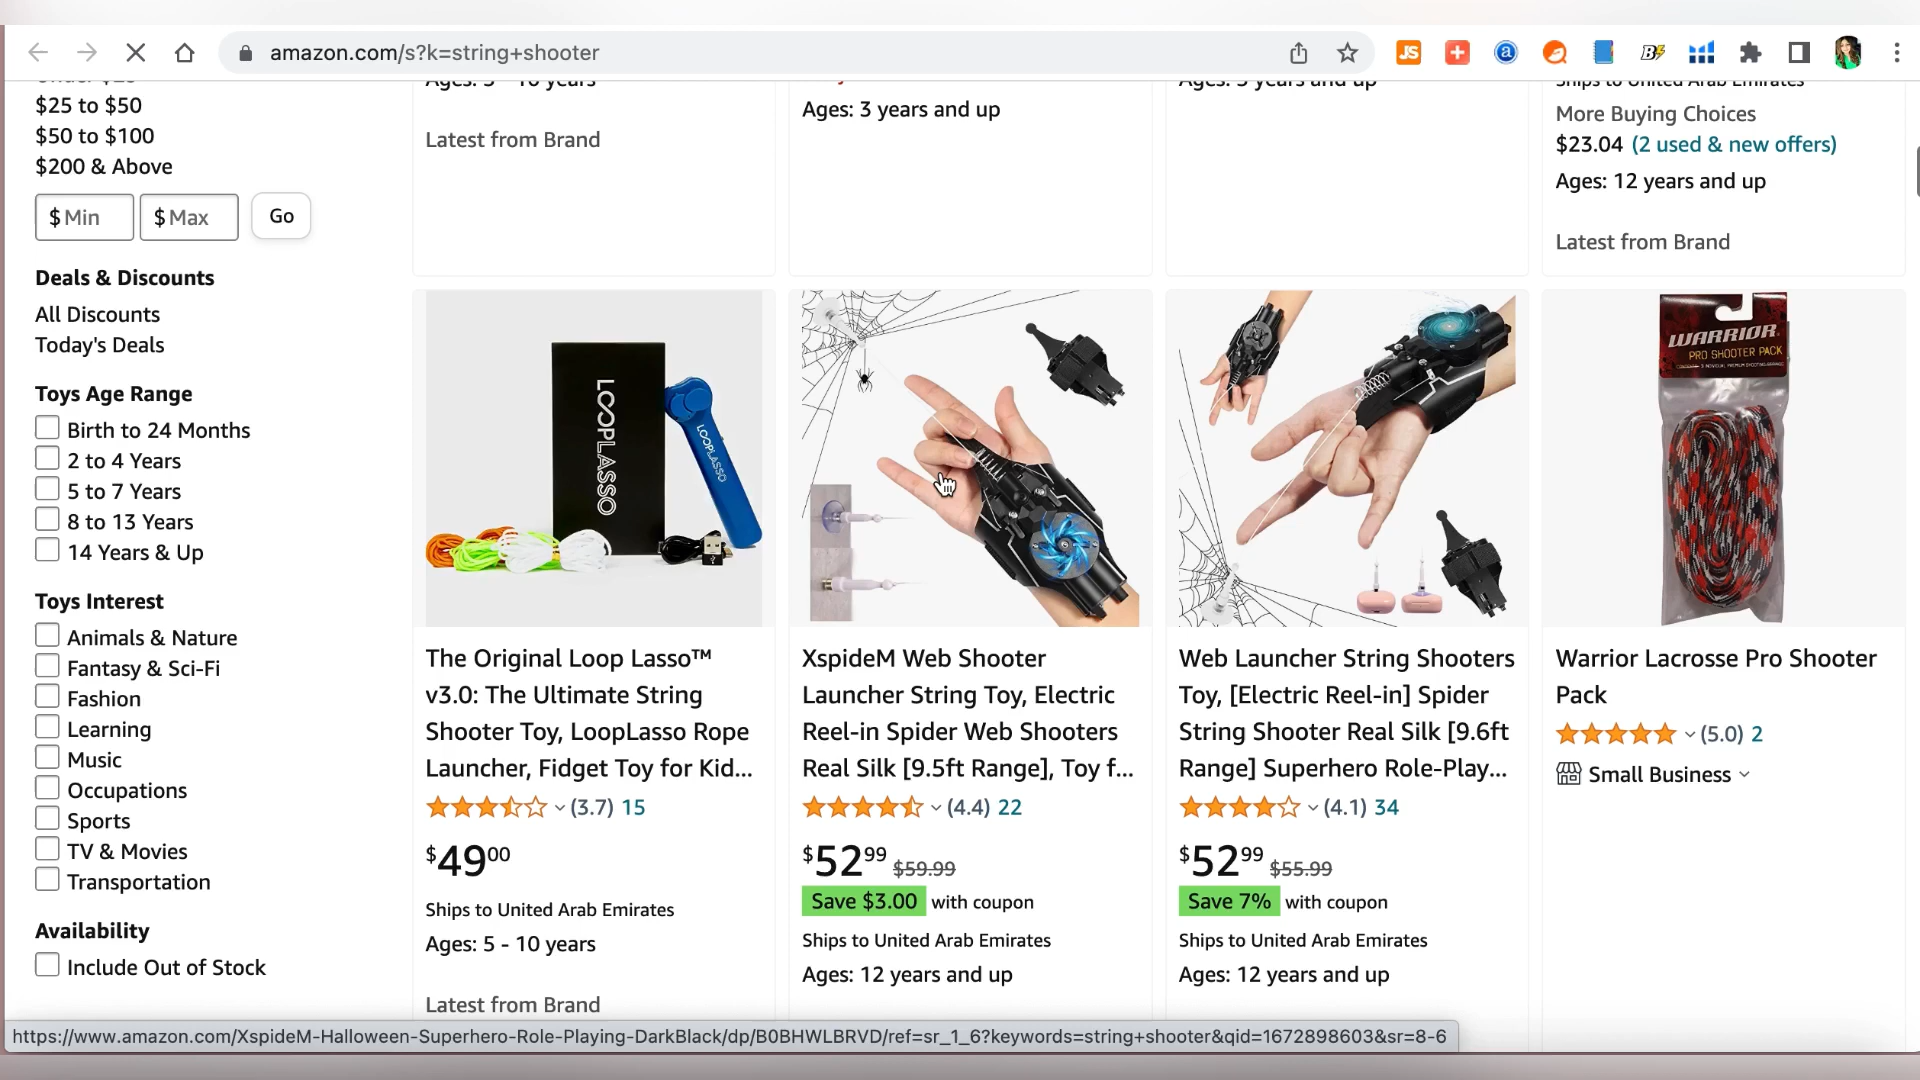 amazon.com/s?k=string+shooter
JS
$25 to $50
$50 to $100
$200 & Above
$ Min
$ Max
Go
Deals & Discounts
All Discounts
Today's Deals
Toys Age Range
Birth to 24 Months
2 to 4 Years
5 to 7 Years
8 to 13 Years
14 Years & Up
Toys Interest
Animals & Nature
Fantasy & Sci-Fi
Fashion
Learning
Music
Occupations
Sports
TV & Movies
Transportation
Availability
Include Out of Stock
Ages: 5 - 10 years
Latest from Brand
Ages: 3 years and up
Ages: 5 years and up
Ships to United Arab Emirates
More Buying Choices
$23.04 (2 used & new offers)
Ages: 12 years and up
Latest from Brand
LOOPLASSO
LOOPLASSO
The Original Loop Lasso™
v3.0: The Ultimate String
Shooter Toy, LoopLasso Rope
Launcher, Fidget Toy for Kid...
(3.7) 15
$49.00
Ships to United Arab Emirates
Ages: 5 - 10 years
Latest from Brand
XspideM Web Shooter
Launcher String Toy, Electric
Reel-in Spider Web Shooters
Real Silk [9.5ft Range], Toy f...
(4.4) 22
$52.99 $59.99
Save $3.00 with coupon
Ships to United Arab Emirates
Ages: 12 years and up
Web Launcher String Shooters
Toy, [Electric Reel-in] Spider
String Shooter Real Silk [9.6ft
Range] Superhero Role-Play...
(4.1) 34
$52.99 $55.99
Save 7% with coupon
Ships to United Arab Emirates
Ages: 12 years and up
WARRIOR
PRO SHOOTER PACK
Warrior Lacrosse Pro Shooter
Pack
(5.0) 2
Small Business
https://www.amazon.com/XspideM-Halloween-Superhero-Role-Playing-DarkBlack/dp/B0BHWLBRVD/ref=sr_1_6?keywords=string+shooter&qid=1672898603&sr=8-6